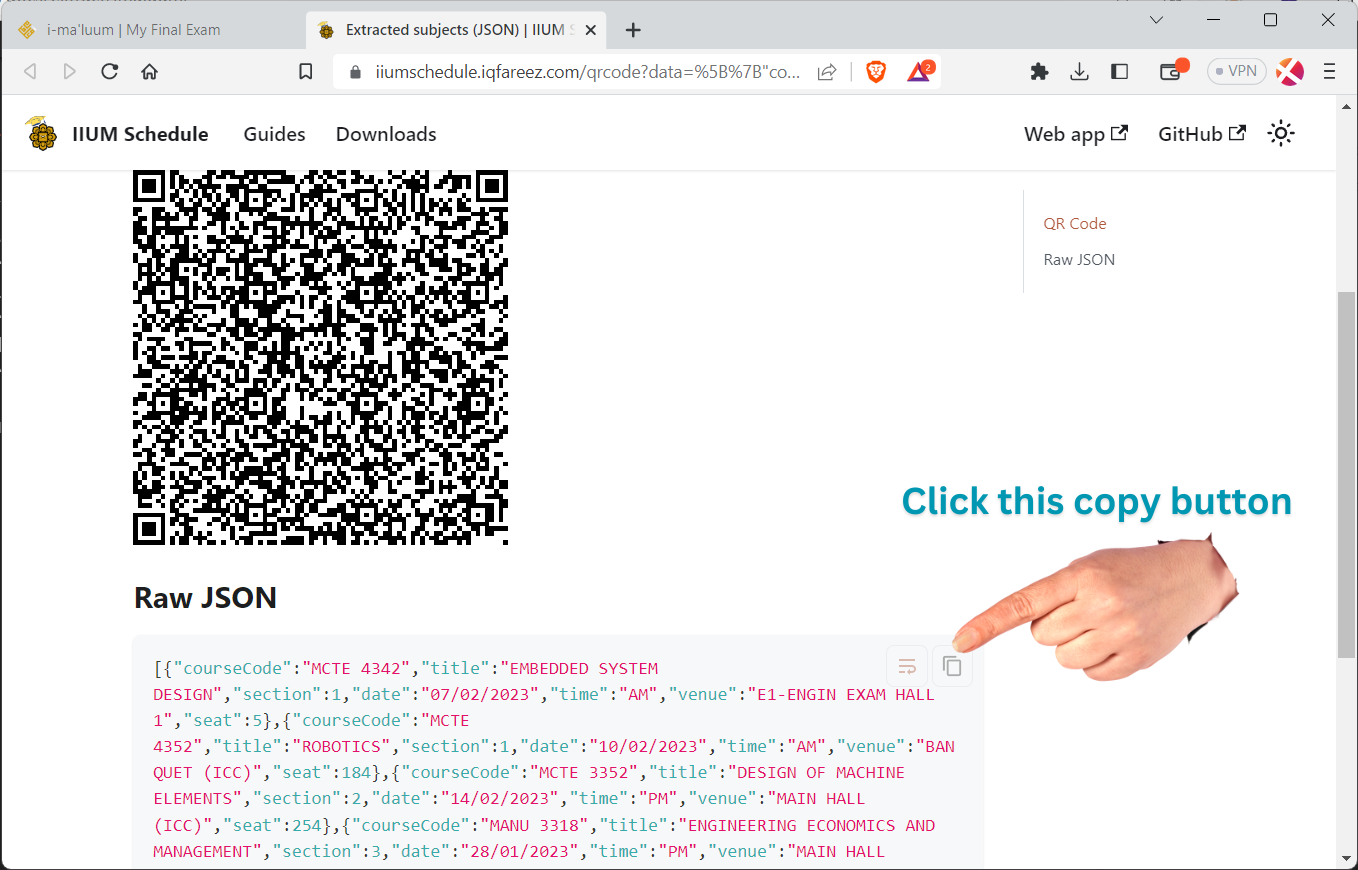 i-ma'luum | My Final Exam
Extracted subjects (JSON) | IIUM S
iiumschedule.iqfareez.com/qrcode?data=%5B%7B"co...
2
VPN
IIUM Schedule
Guides
Downloads
Web app
GitHub
QR Code
Raw JSON
Click this copy button
Raw JSON
[{"courseCode":"MCTE 4342","title":"EMBEDDED SYSTEM
DESIGN","section":1,"date":"07/02/2023","time":"AM","venue":"E1-ENGIN EXAM HALL
1","seat":5},{"courseCode":"MCTE
4352","title":"ROBOTICS","section":1,"date":"10/02/2023","time":"AM","venue":"BAN
QUET (ICC)","seat":184},{"courseCode":"MCTE 3352","title":"DESIGN OF MACHINE
ELEMENTS","section":2,"date":"14/02/2023","time":"PM","venue":"MAIN HALL
(ICC)","seat":254},{"courseCode":"MANU 3318","title":"ENGINEERING ECONOMICS AND
MANAGEMENT","section":3,"date":"28/01/2023","time":"PM","venue":"MAIN HALL